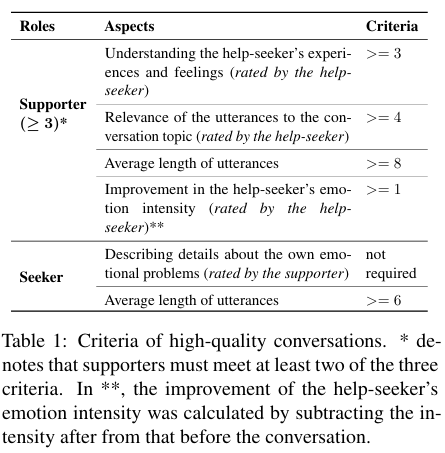 Roles Aspects Criteria
Understanding the help-seeker's experi- >= 3
ences and feelings (rated by the help-
seeker)
Supporter
(≥ 3)*
Relevance of the utterances to the con- >= 4
versation topic (rated by the help-seeker)
Average length of utterances >= 8
Improvement in the help-seeker's emo- >= 1
tion intensity (rated by the help-
seeker)**
Seeker
Describing details about the own emo- not
tional problems (rated by the supporter) required
Average length of utterances >= 6
Table 1: Criteria of high-quality conversations. * de-
notes that supporters must meet at least two of the three
criteria. In **, the improvement of the help-seeker's
emotion intensity was calculated by subtracting the in-
tensity after from that before the conversation.